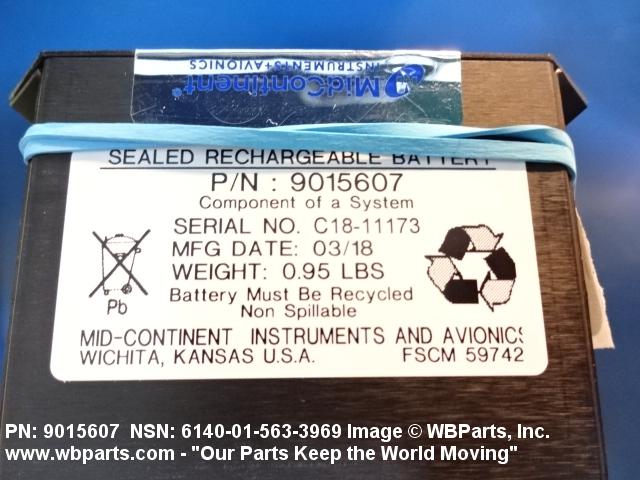 MidContinent
INSTRUMENTS+AVIONICS
SEALED RECHARGEABLE BATTERY
P/N : 9015607
Component of a System
SERIAL NO. C18-11173
MFG DATE: 03/18
WEIGHT: 0.95 LBS
Pb
Battery Must Be Recycled
Non Spillable
MID-CONTINENT INSTRUMENTS AND AVIONICS
WICHITA, KANSAS U.S.A. FSCM 59742
PN: 9015607 NSN: 6140-01-563-3969 Image © WBParts, Inc.
www.wbparts.com - "Our Parts Keep the World Moving"